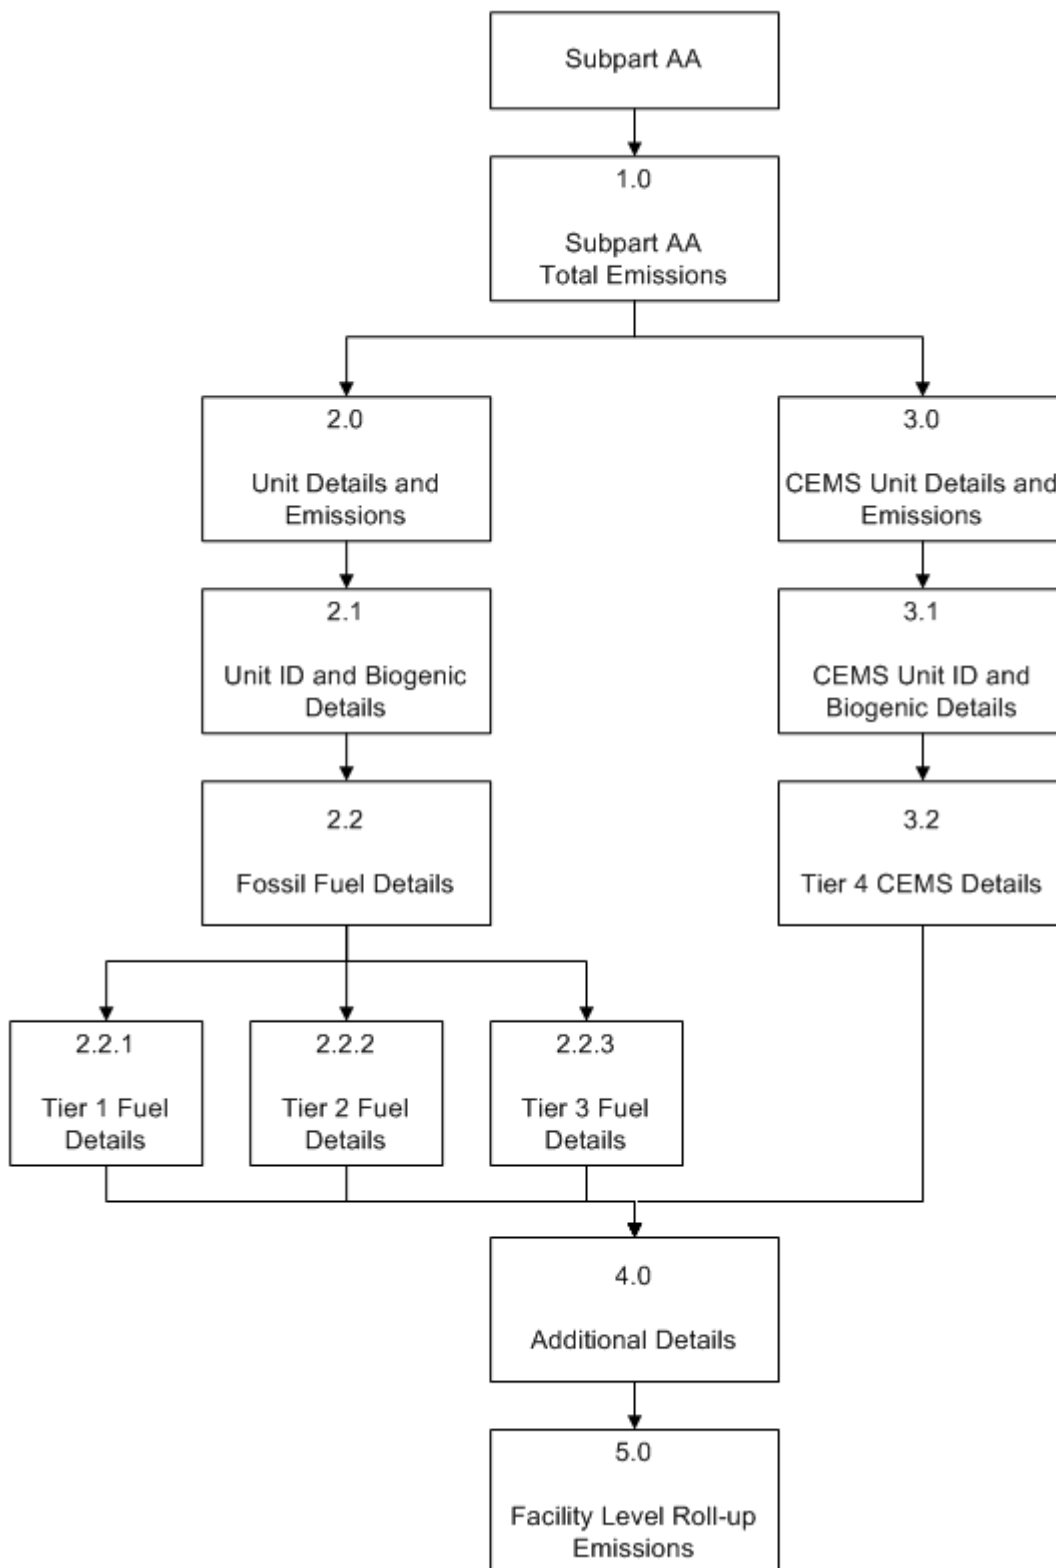 Subpart AA
1.0
Subpart AA
Total Emissions
2.0
Unit Details and
Emissions
3.0
CEMS Unit Details and
Emissions
2.1
Unit ID and Biogenic
Details
3.1
CEMS Unit ID and
Biogenic Details
2.2
Fossil Fuel Details
3.2
Tier 4 CEMS Details
2.2.1
Tier 1 Fuel
Details
2.2.2
Tier 2 Fuel
Details
2.2.3
Tier 3 Fuel
Details
4.0
Additional Details
5.0
Facility Level Roll-up
Emissions